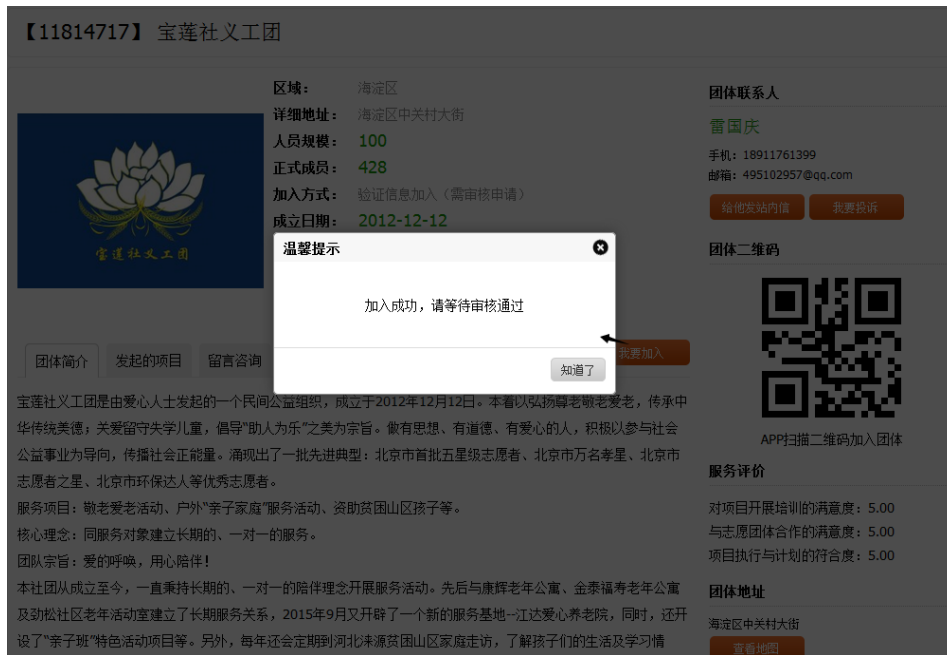 【11814717】 宝莲社义工团
区域： 海淀区
详细地址： 海淀区中关村大街
人员规模： 100
正式成员： 428
加入方式： 验证信息加入（需审核申请）
成立日期： 2012-12-12
宝莲社义工团
温馨提示
加入成功，请等待审核通过
知道了
我要加入
团体简介
发起的项目
留言咨询
宝莲社义工团是由爱心人士发起的一个民间公益组织，成立于2012年12月12日。本着以弘扬尊老敬老爱老，传承中
华传统美德；关爱留守失学儿童，倡导“助人为乐”之美为宗旨。做有思想、有道德、有爱心的人，积极以参与社会
公益事业为导向，传播社会正能量。涌现出了一批先进典型：北京市首批五星级志愿者、北京市万名孝星、北京市
志愿者之星、北京市环保达人等优秀志愿者。
服务项目：敬老爱老活动、户外“亲子家庭”服务活动、资助贫困山区孩子等。
核心理念：同服务对象建立长期的、一对一的服务。
团队宗旨：爱的呼唤，用心陪伴！
本社团从成立至今，一直秉持长期的、一对一的陪伴理念开展服务活动。先后与康辉老年公寓、金泰福寿老年公寓
及劲松社区老年活动室建立了长期服务关系，2015年9月又开辟了一个新的服务基地--江达爱心养老院，同时，还开
设了“亲子班”特色活动项目等。另外，每年还会定期到河北涞源贫困山区家庭走访，了解孩子们的生活及学习情
团体联系人
雷国庆
手机：18911761399
邮箱：495102957@qq.com
给他发站内信
我要投诉
团体二维码
APP扫描二维码加入团体
服务评价
对项目开展培训的满意度：5.00
与志愿团体合作的满意度：5.00
项目执行与计划的符合度：5.00
团体地址
海淀区中关村大街
查看地图